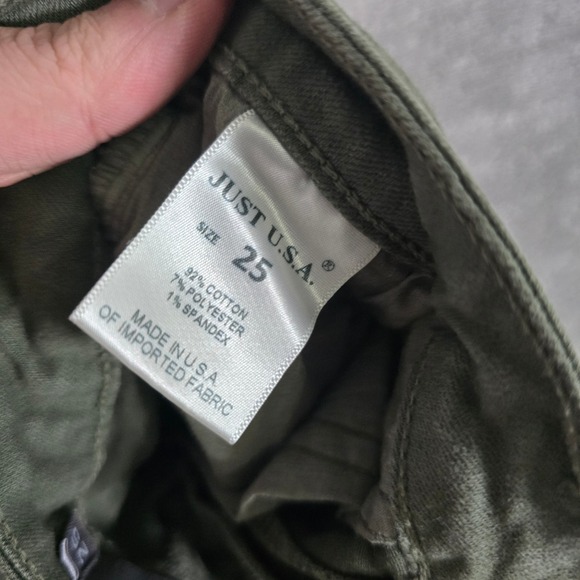 JUST U.S.A.®
SIZE 25
92% COTTON
7% POLYESTER
1% SPANDEX
MADE IN U.S.A.
OF IMPORTED FABRIC